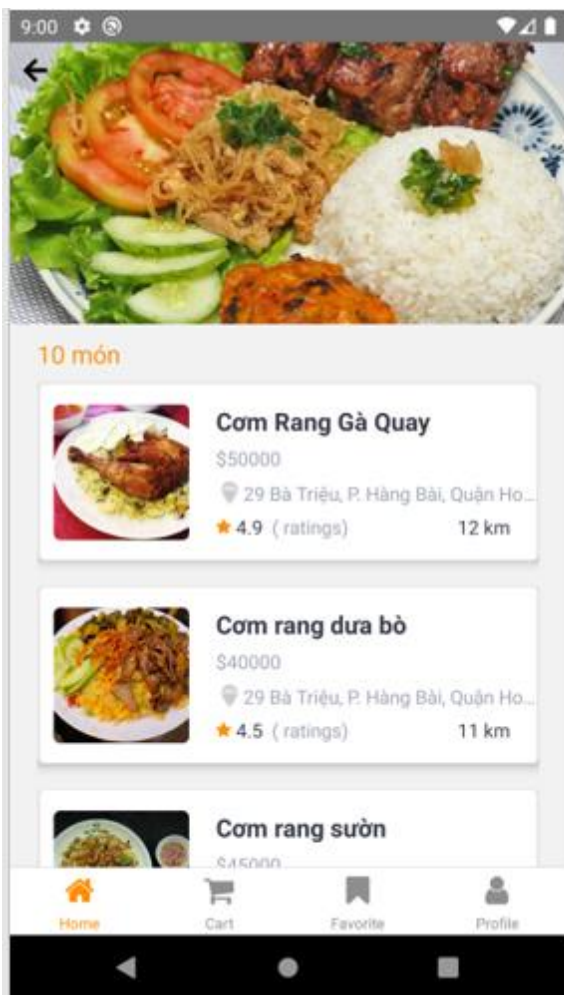 9:00
10 món
Cơm Rang Gà Quay
$50000
29 Bà Triệu, P. Hàng Bài, Quận Ho...
4.9 ( ratings) 12 km
Cơm rang dưa bò
$40000
29 Bà Triệu, P. Hàng Bài, Quận Ho...
4.5 ( ratings) 11 km
Cơm rang sườn
$45000
Home Cart Favorite Profile